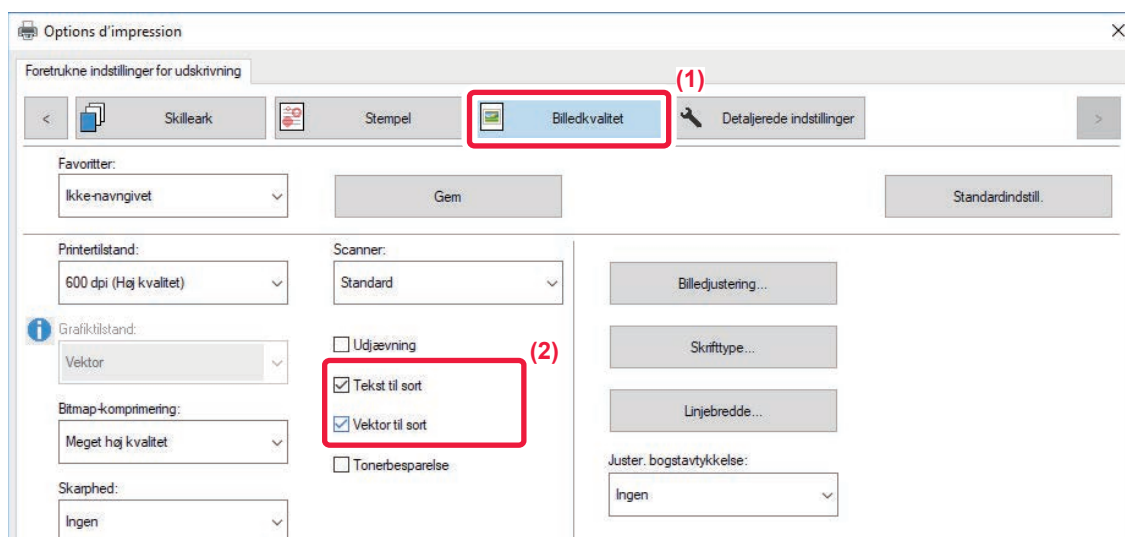 Options d'impression
Foretrukne indstillinger for udskrivning
(1)
< Skilleark Stempel Billedkvalitet Detaljerede indstillinger >
Favoritter:
Ikke-navngivet Gem Standardindstill.
Printertilstand: Scanner:
600 dpi (Høj kvalitet) Standard Billedjustering...
Grafiktilstand:
Vektor Udjævning (2) Skrifttype...
Tekst til sort
Bitmap-komprimering: Vektor til sort Linjebredde...
Meget høj kvalitet
Tonerbesparelse Juster. bogstavtykkelse:
Skarphed: Ingen
Ingen